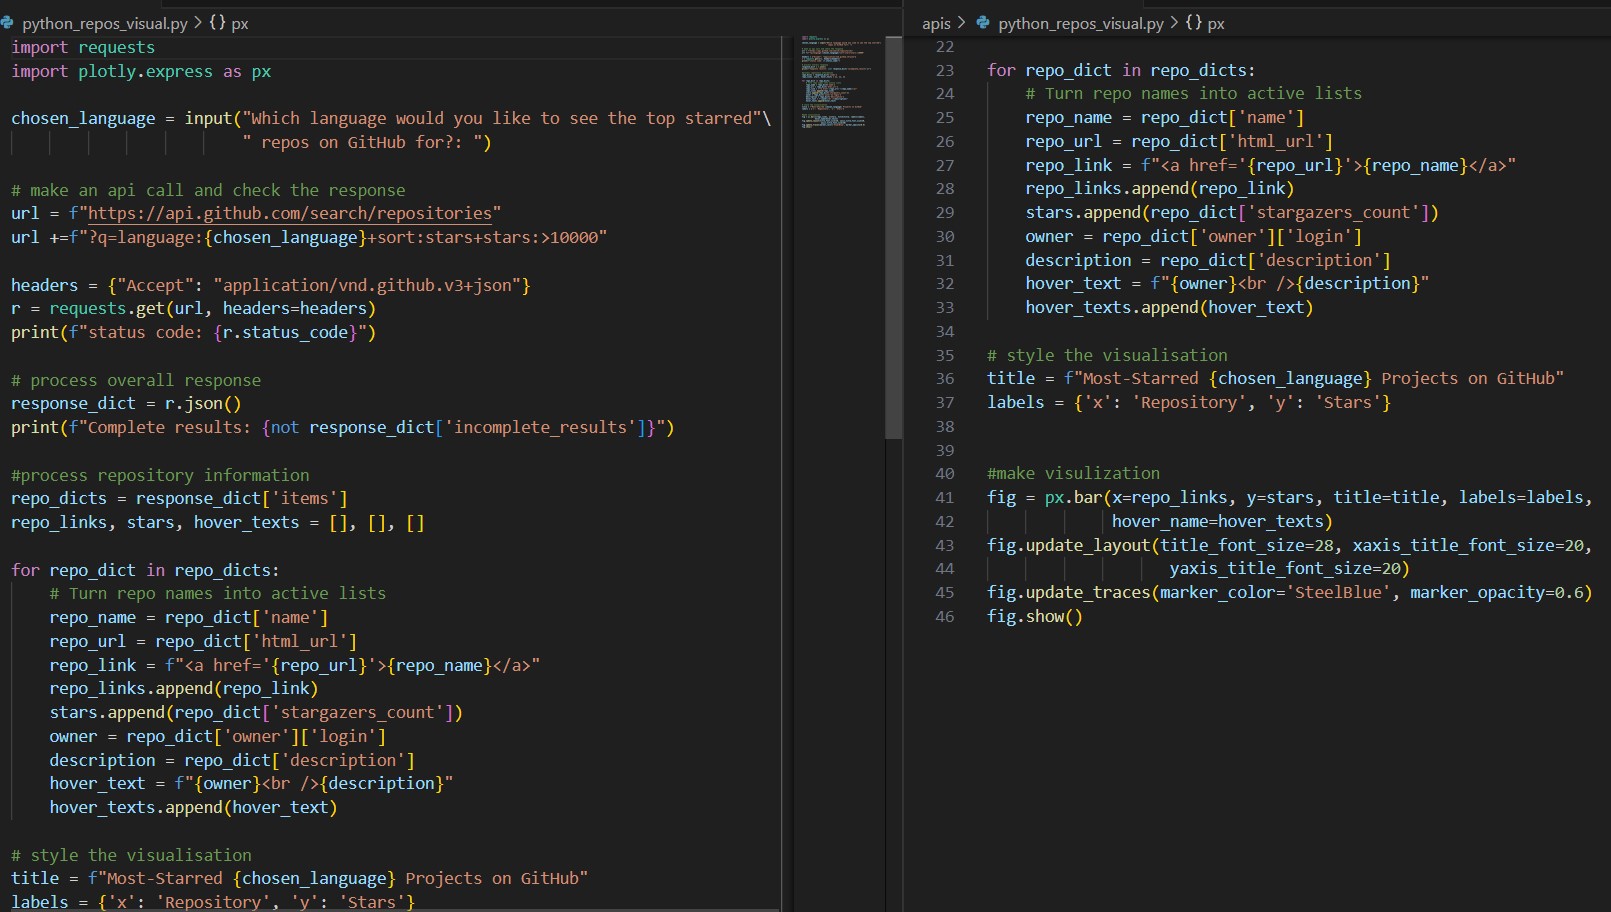 python_repos_visual.py > {} px
import requests
import plotly.express as px
chosen_language = input("Which language would you like to see the top starred"\
" repos on GitHub for?: ")
# make an api call and check the response
url = f"https://api.github.com/search/repositories"
url +=f"?q=language:{chosen_language}+sort:stars+stars:>10000"
headers = {"Accept": "application/vnd.github.v3+json"}
r = requests.get(url, headers=headers)
print(f"status code: {r.status_code}")
# process overall response
response_dict = r.json()
print(f"Complete results: {not response_dict['incomplete_results']}")
#process repository information
repo_dicts = response_dict['items']
repo_links, stars, hover_texts = [], [], []
for repo_dict in repo_dicts:
# Turn repo names into active lists
repo_name = repo_dict['name']
repo_url = repo_dict['html_url']
repo_link = f"<a href='{repo_url}'>{repo_name}</a>"
repo_links.append(repo_link)
stars.append(repo_dict['stargazers_count'])
owner = repo_dict['owner']['login']
description = repo_dict['description']
hover_text = f"{owner}<br />{description}"
hover_texts.append(hover_text)
# style the visualisation
title = f"Most-Starred {chosen_language} Projects on GitHub"
labels = {'x': 'Repository', 'y': 'Stars'}
apis > python_repos_visual.py > {} px
22
23 for repo_dict in repo_dicts:
24 # Turn repo names into active lists
25 repo_name = repo_dict['name']
26 repo_url = repo_dict['html_url']
27 repo_link = f"<a href='{repo_url}'>{repo_name}</a>"
28 repo_links.append(repo_link)
29 stars.append(repo_dict['stargazers_count'])
30 owner = repo_dict['owner']['login']
31 description = repo_dict['description']
32 hover_text = f"{owner}<br />{description}"
33 hover_texts.append(hover_text)
34
35 # style the visualisation
36 title = f"Most-Starred {chosen_language} Projects on GitHub"
37 labels = {'x': 'Repository', 'y': 'Stars'}
38
39
40 #make visulization
41 fig = px.bar(x=repo_links, y=stars, title=title, labels=labels,
42 hover_name=hover_texts)
43 fig.update_layout(title_font_size=28, xaxis_title_font_size=20,
44 yaxis_title_font_size=20)
45 fig.update_traces(marker_color='SteelBlue', marker_opacity=0.6)
46 fig.show()